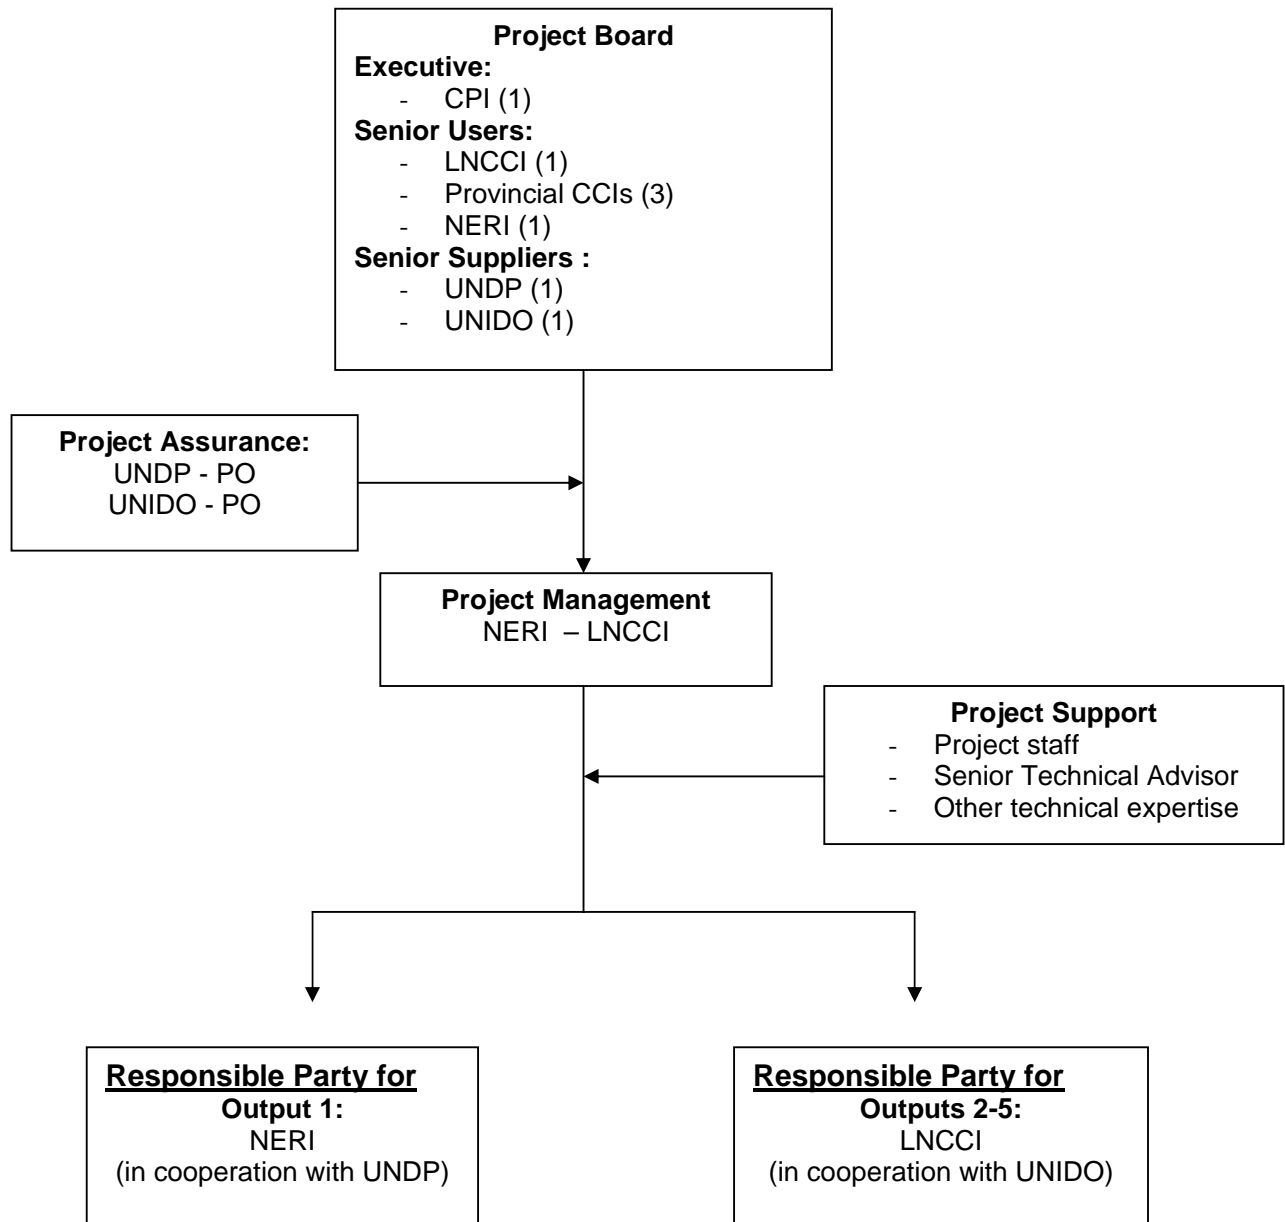 Project Board
Executive:
- CPI (1)
Senior Users:
- LNCCI (1)
- Provincial CCIs (3)
- NERI (1)
Senior Suppliers :
- UNDP (1)
- UNIDO (1)
Project Assurance:
UNDP - PO
UNIDO - PO
Project Management
NERI – LNCCI
Project Support
- Project staff
- Senior Technical Advisor
- Other technical expertise
Responsible Party for
Output 1:
NERI
(in cooperation with UNDP)
Responsible Party for
Outputs 2-5:
LNCCI
(in cooperation with UNIDO)